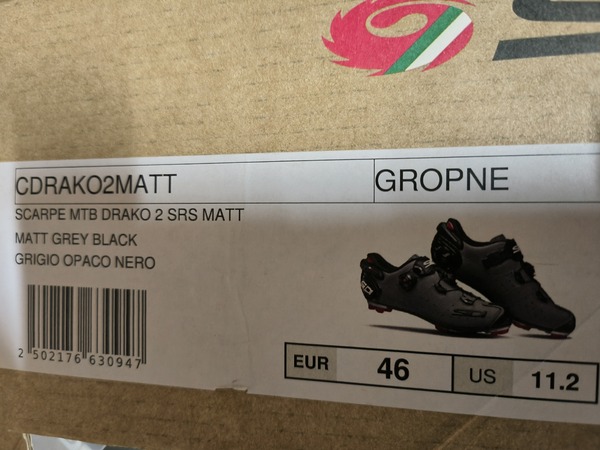 CDRAKO2MATT
GROPNE
SCARPE MTB DRAKO 2 SRS MATT
MATT GREY BLACK
GRIGIO OPACO NERO
2 502176 630947
EUR 46 US 11.2